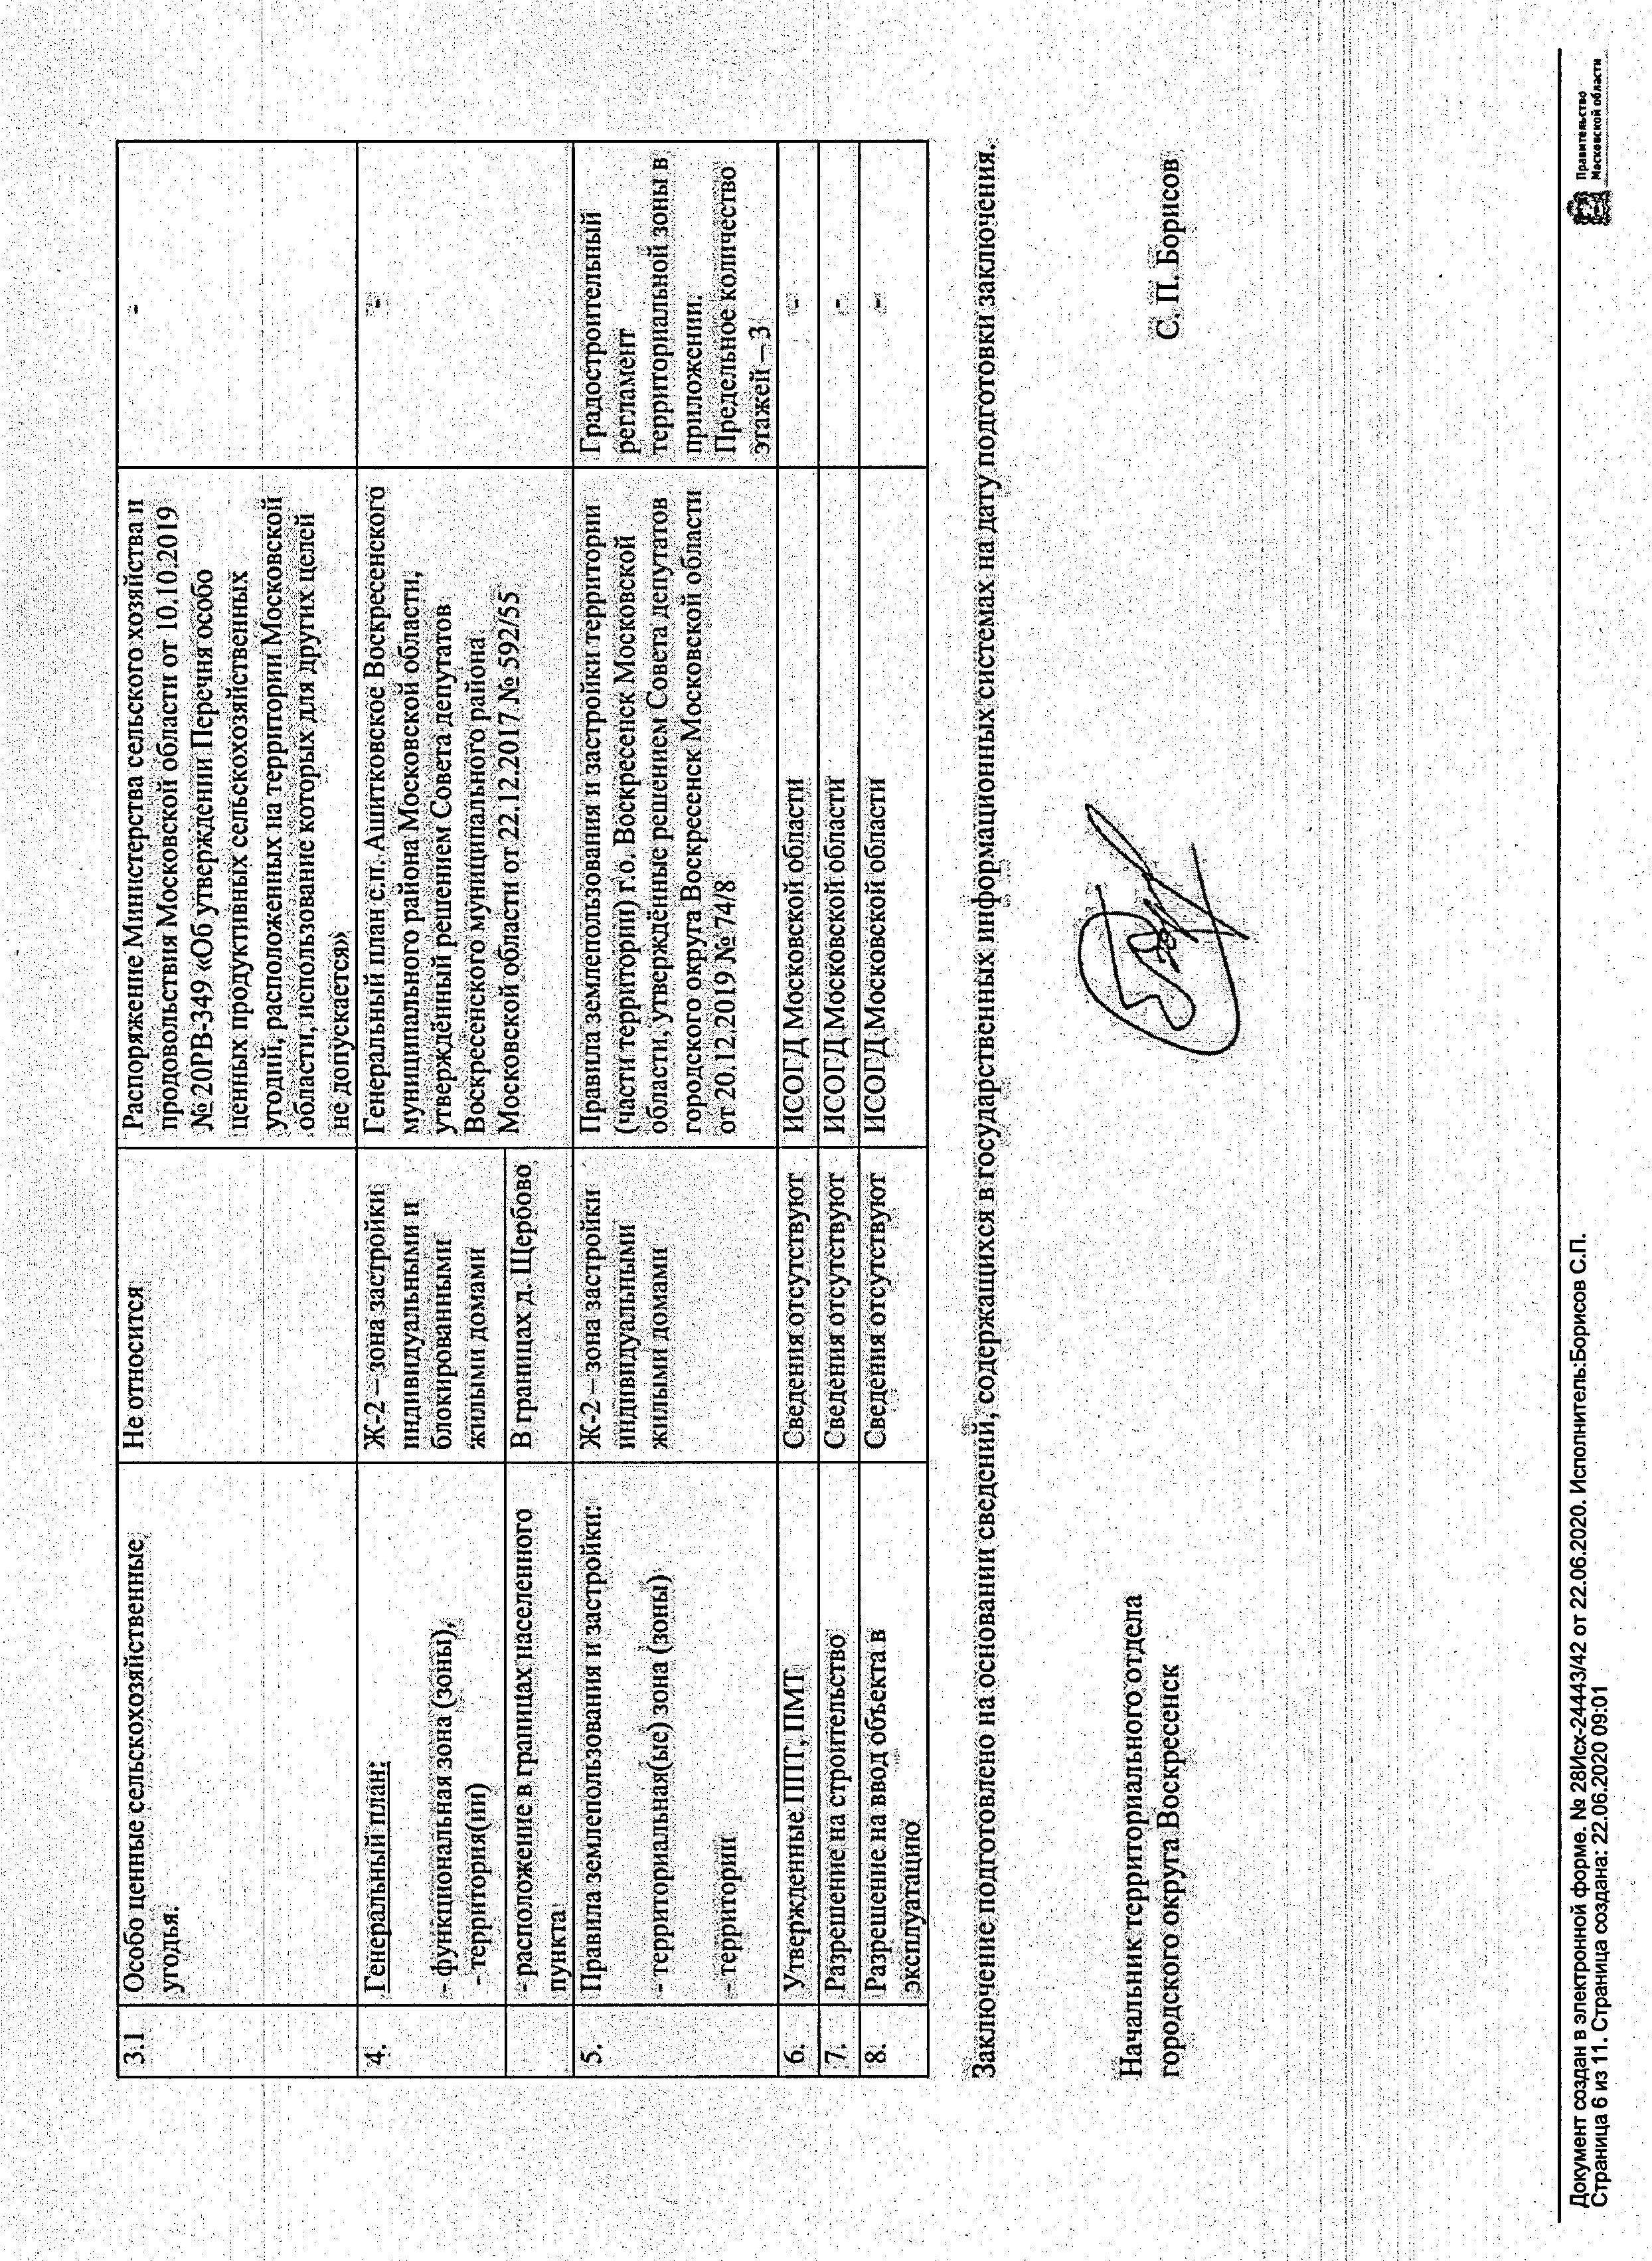 3.1
Особо ценные сельскохозяйственные
угодья.
Не относится
Распоряжение Министерства сельского хозяйства и
продовольствия Московской области от 10.10.2019
№ 20РВ-349 «Об утверждении Перечня особо
ценных продуктивных сельскохозяйственных
угодий, расположенных на территории Московской
области, использование которых для других целей
не допускается»
-
4.
Генеральный план:
- функциональная зона (зоны),
- территория(ии)
Ж-2 – зона застройки
индивидуальными и
блокированными
жилыми домами
Генеральный план с.п. Ашитковское Воскресенского
муниципального района Московской области,
утверждённый решением Совета депутатов
Воскресенского муниципального района
Московской области от 22.12.2017 № 592/55
-
- расположение в границах населенного
пункта
В границах д. Щербово
5.
Правила землепользования и застройки:
- территориальная(ые) зона (зоны)
- территории
Ж-2 – зона застройки
индивидуальными
жилыми домами
Правила землепользования и застройки территории
(части территории) г.о. Воскресенск Московской
области, утверждённые решением Совета депутатов
городского округа Воскресенск Московской области
от 20.12.2019 № 74/8
Градостроительный
регламент
территориальной зоны в
приложении.
Предельное количество
этажей – 3
6.
Утвержденные ППТ, ПМТ
Сведения отсутствуют
ИСОГД Московской области
-
7.
Разрешение на строительство
Сведения отсутствуют
ИСОГД Московской области
-
8.
Разрешение на ввод объекта в
эксплуатацию
Сведения отсутствуют
ИСОГД Московской области
-
Заключение подготовлено на основании сведений, содержащихся в государственных информационных системах на дату подготовки заключения.
Начальник территориального отдела
городского округа Воскресенск
С. П. Борисов
Документ создан в электронной форме. № 28Исх-24443/42 от 22.06.2020. Исполнитель:Борисов С.П.
Страница 6 из 11. Страница создана: 22.06.2020 09:01
Правительство
Московской области